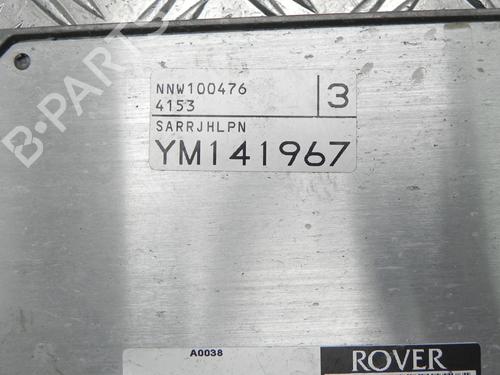 B-PARTS
NNW100476
4153
3
SARRJHLPN
YM141967
A0038
ROVER